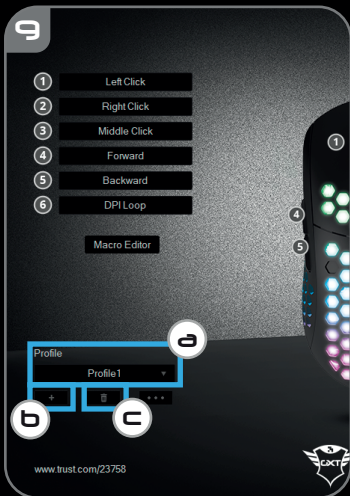 9
1 Left Click
2 Right Click
3 Middle Click
4 Forward
5 Backward
6 DPI Loop
1
4
5
Macro Editor
a
Profile
Profile1
b
+
c
www.trust.com/23758
GXT